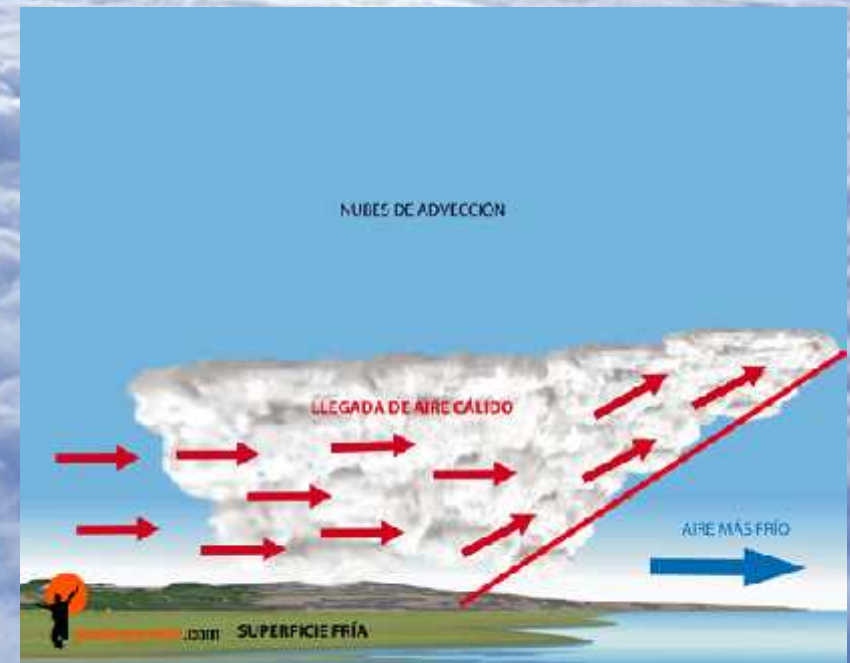 NUBES DE ADVECCIÓN
LLEGADA DE AIRE CÁLIDO
AIRE MÁS FRÍO
.com SUPERFICIE FRÍA